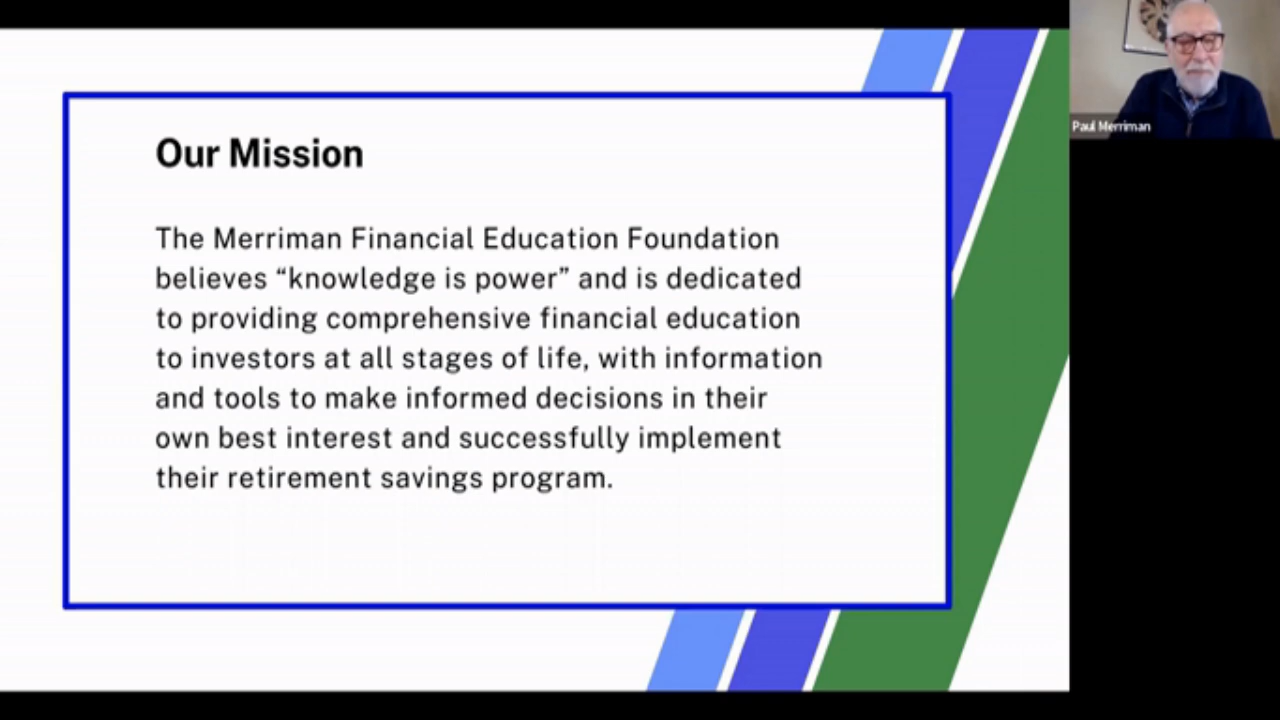 Our Mission
The Merriman Financial Education Foundation
believes “knowledge is power” and is dedicated
to providing comprehensive financial education
to investors at all stages of life, with information
and tools to make informed decisions in their
own best interest and successfully implement
their retirement savings program.
Paul Merriman